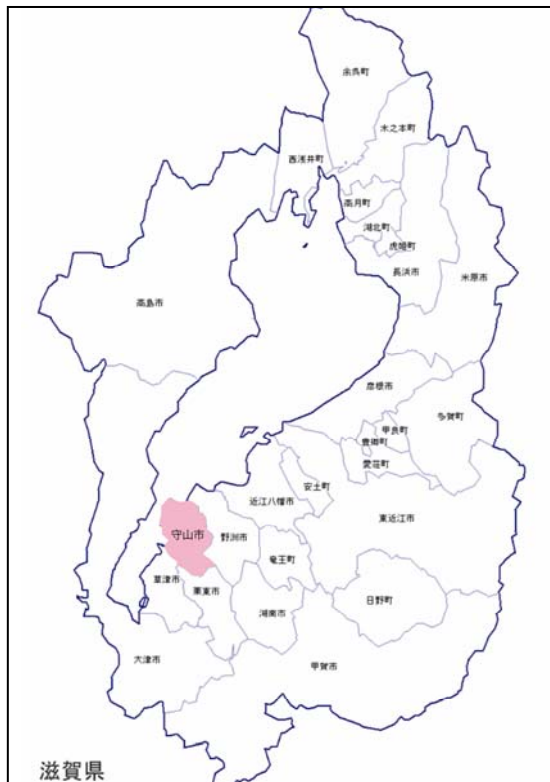 余呉町
木之本町
西浅井町
高月町
湖北町
虎姫町
長浜市
米原市
高島市
彦根市
多賀町
甲良町
豊郷町
愛荘町
安土町
近江八幡市
東近江市
守山市
野洲市
竜王町
草津市
栗東市
湖南市
日野町
大津市
甲賀市
滋賀県